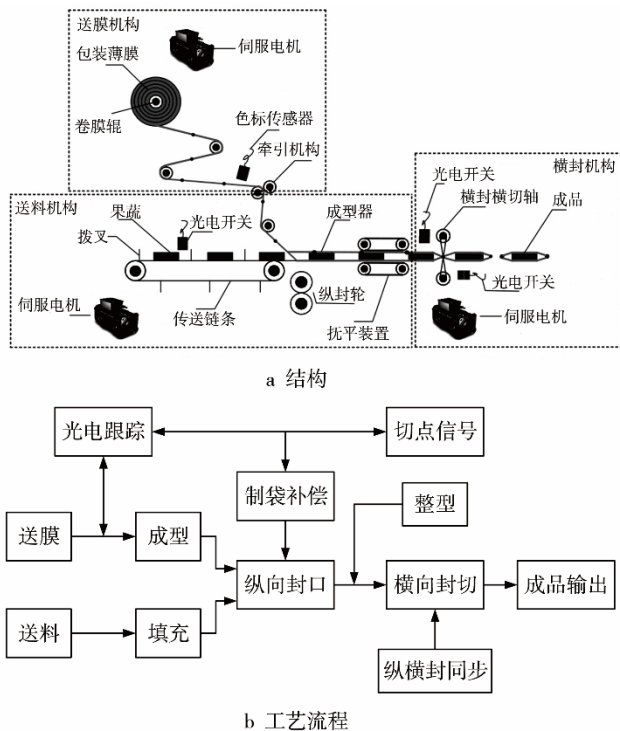 送膜机构
包装薄膜
伺服电机
卷膜辊
色标传感器
牵引机构
横封机构
光电开关
横封横切轴
成品
光电开关
伺服电机
送料机构
果蔬
光电开关
成型器
拨叉
纵封轮
伺服电机
传送链条
抚平装置
a 结构
光电跟踪
切点信号
制袋补偿
整型
送膜
成型
纵向封口
横向封切
成品输出
送料
填充
纵横封同步
b 工艺流程